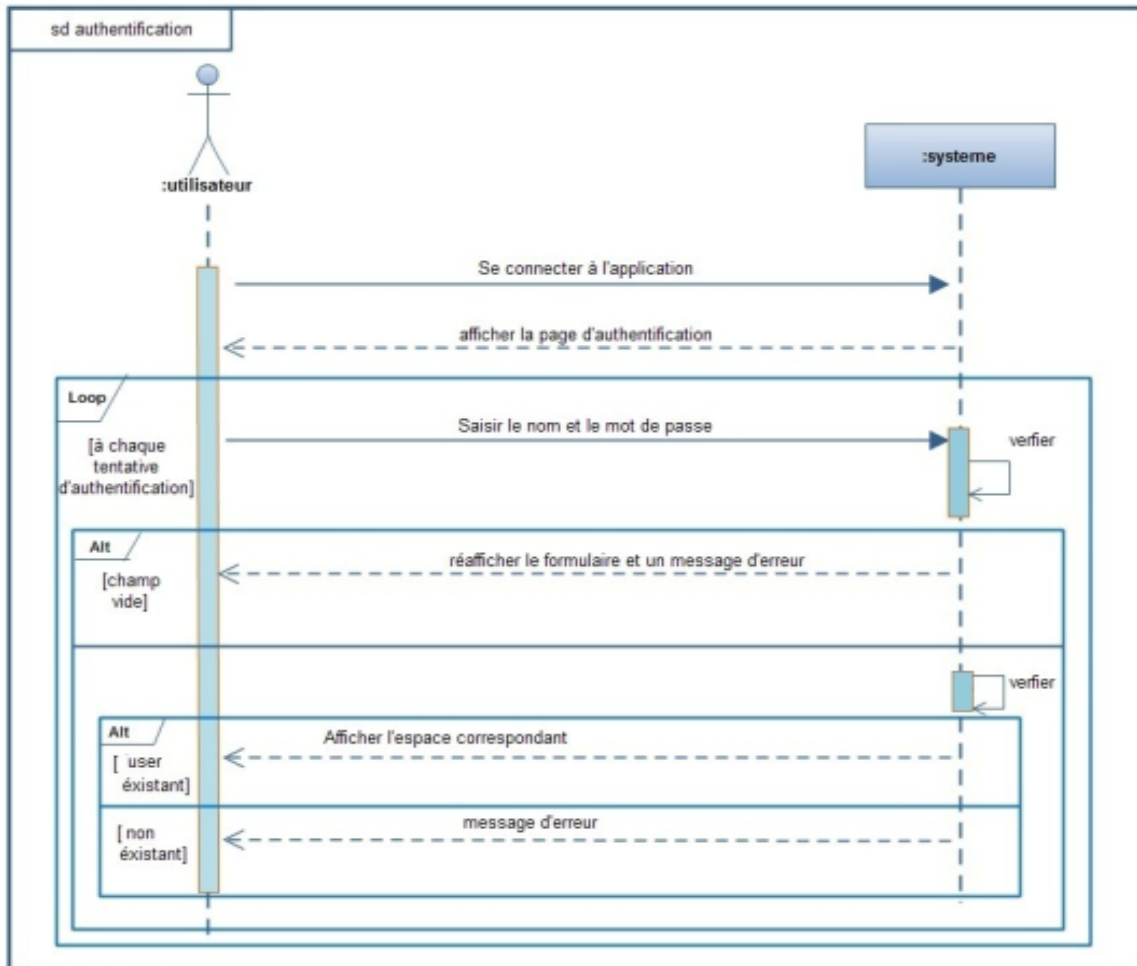 sd authentification
:utilisateur
:systeme
Se connecter à l'application
afficher la page d'authentification
Loop
[à chaque
tentative
d'authentification]
Saisir le nom et le mot de passe
verfier
Alt
[champ
vide]
réafficher le formulaire et un message d'erreur
verfier
Alt
[ user
éxistant]
Afficher l'espace correspondant
[ non
éxistant]
message d'erreur